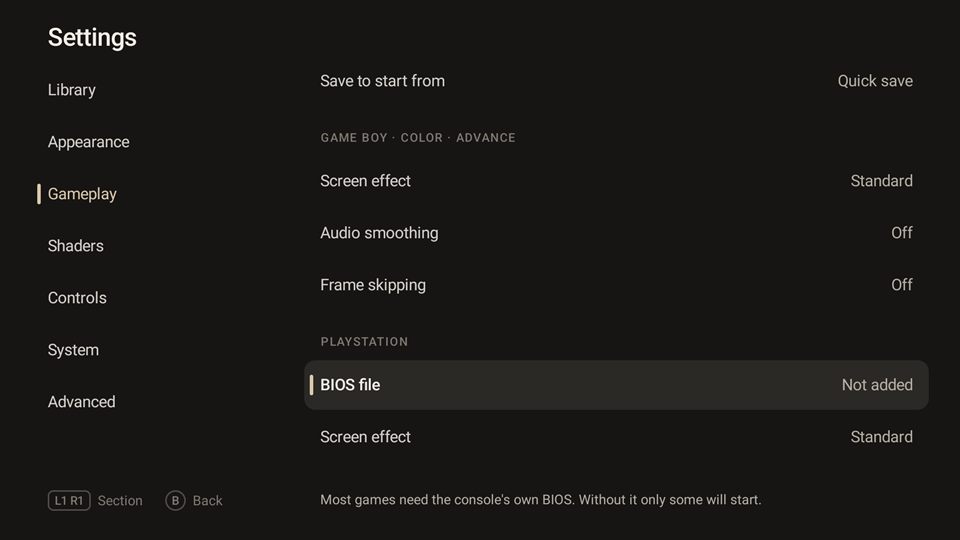 Settings
Library
Appearance
Gameplay
Shaders
Controls
System
Advanced
Save to start from Quick save
GAME BOY · COLOR · ADVANCE
Screen effect Standard
Audio smoothing Off
Frame skipping Off
PLAYSTATION
BIOS file Not added
Screen effect Standard
L1 R1 Section B Back
Most games need the console's own BIOS. Without it only some will start.